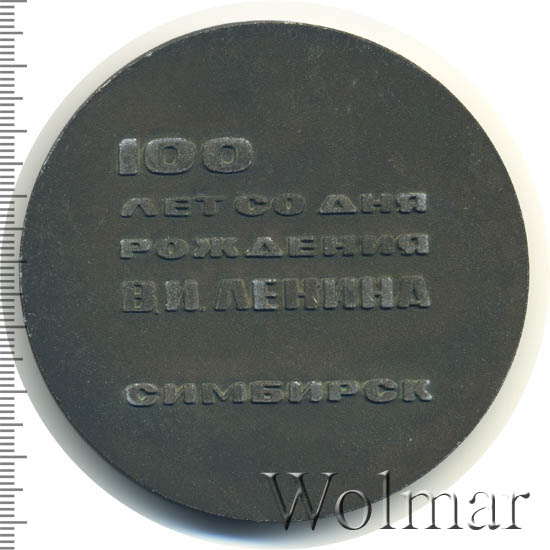 100
ЛЕТ СО ДНЯ
РОЖДЕНИЯ
В.И. ЛЕНИНА
СИМБИРСК
Wolmar